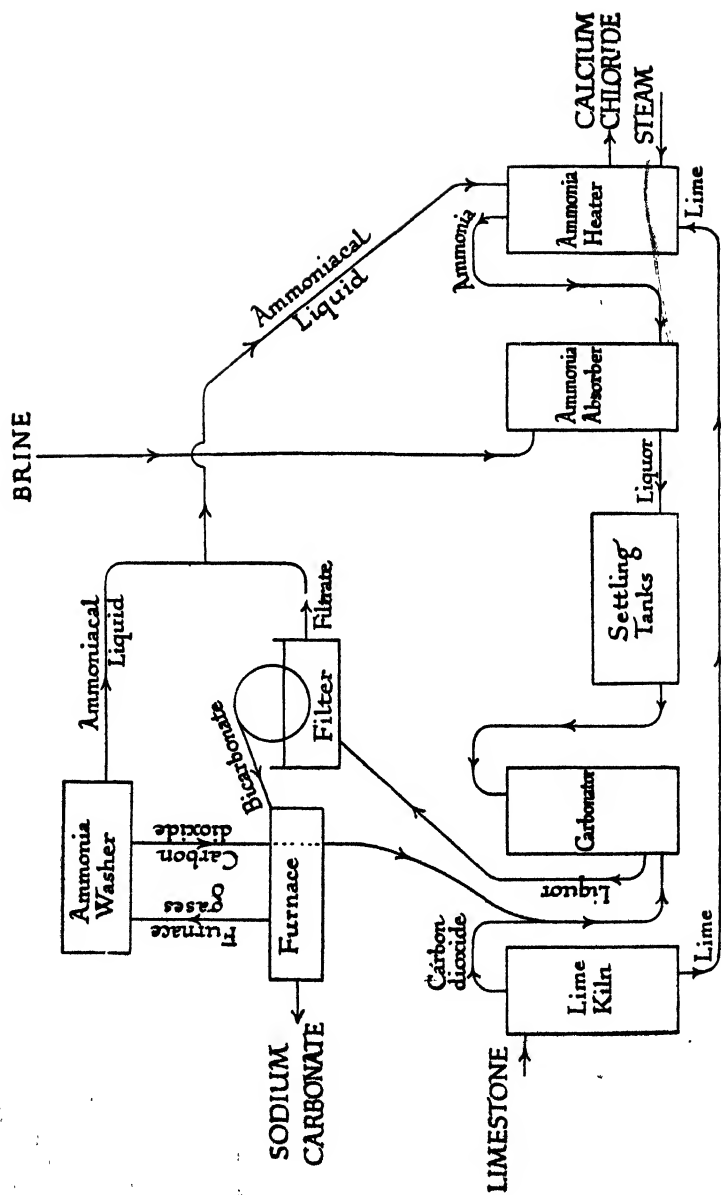 BRINE
Ammoniacal
Liquid
Ammoniacal
Liquid
CALCIUM
CHLORIDE
STEAM
Ammonia
Washer
Furnace
gases
Carbon
dioxide
Bicarbonate
Filter
Filtrate
Furnace
SODIUM
CARBONATE
Ammonia
Ammonia
Heater
Lime
Ammonia
Absorber
Liquor
Settling
Tanks
Carbonator
Liquor
Carbon
dioxide
Lime
Kiln
Lime
LIMESTONE